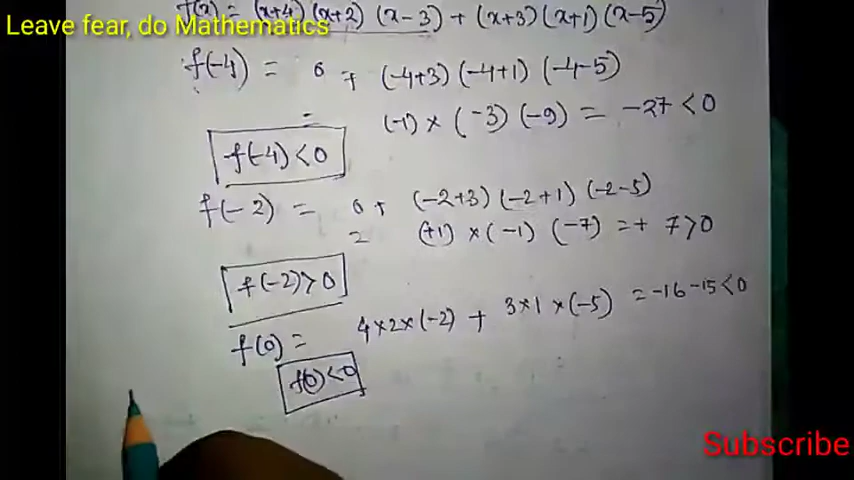 f(x) = (x+4)(x+2) (x-3) + (x+3)(x+1)(x-5)
Leave fear, do Mathematics
f(-4) = 0 + (-4+3)(-4+1)(-4-5)
= (-1) × (-3)(-9) = -27 < 0
f(-4) < 0
f(-2) = 0 + (-2+3)(-2+1)(-2-5)
= (+1) × (-1) (-7) = + 7 > 0
f(-2) > 0
f(0) = 4×2×(-2) + 3×1×(-5) = -16-15 < 0
f(0) < 0
Subscribe